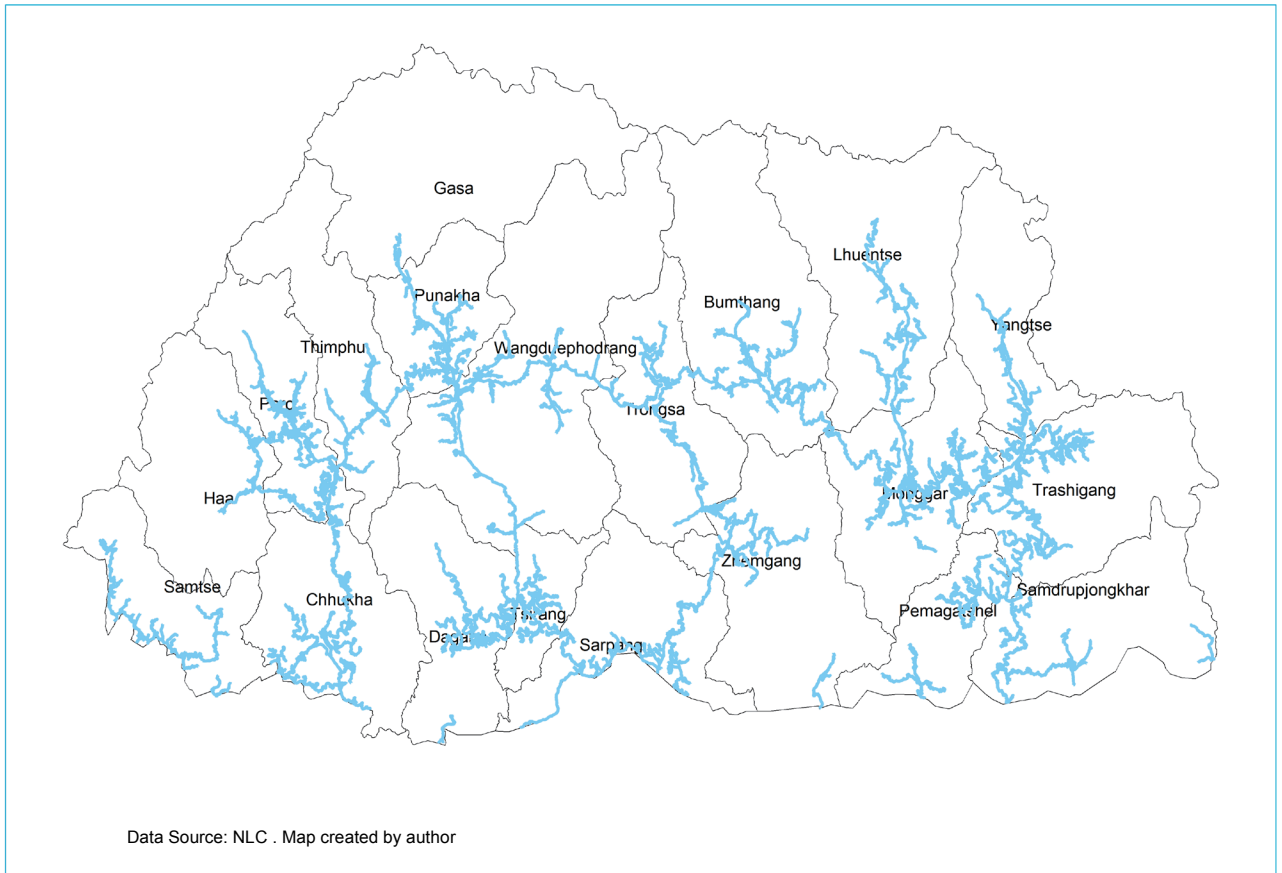 Gasa
Lhuentse
Punakha
Bumthang
Yangtse
Thimphu
Wangduephodrang
Paro
Trongsa
Haa
Monggar
Trashigang
Zhemgang
Samtse
Chhukha
Samdrupjongkhar
Pemagatshel
Tsirang
Dagana
Sarpang
Data Source: NLC . Map created by author